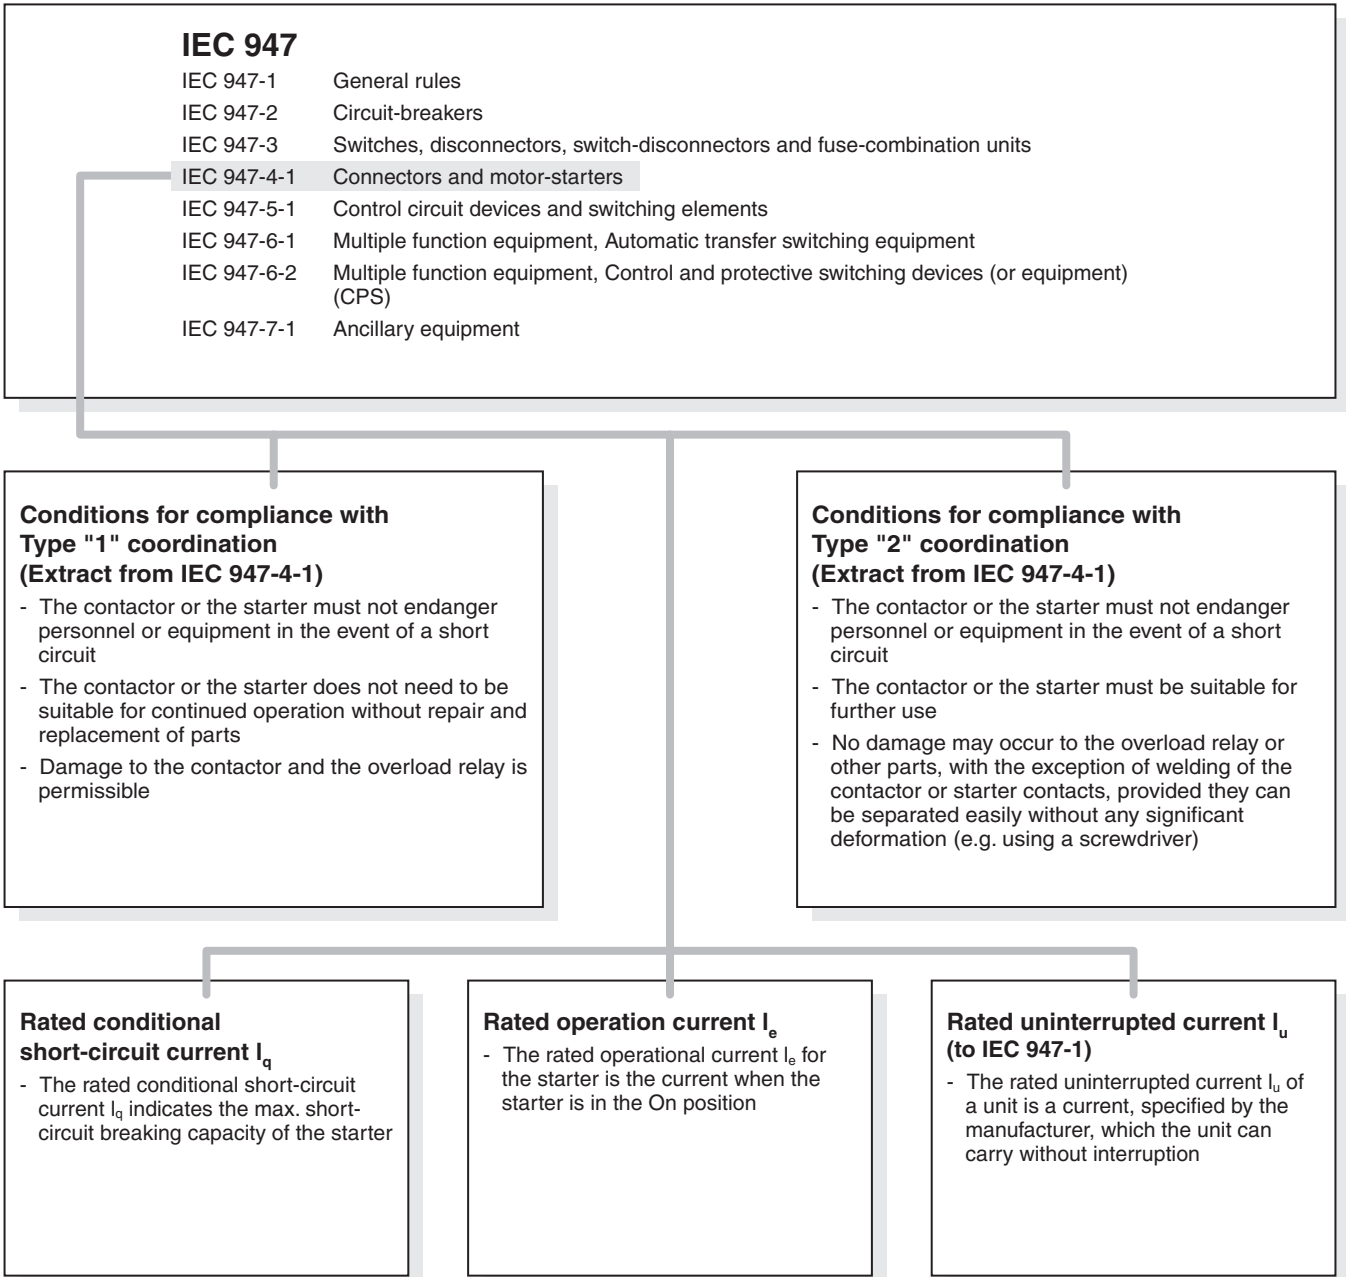 IEC 947
IEC 947-1 General rules
IEC 947-2 Circuit-breakers
IEC 947-3 Switches, disconnectors, switch-disconnectors and fuse-combination units
IEC 947-4-1 Connectors and motor-starters
IEC 947-5-1 Control circuit devices and switching elements
IEC 947-6-1 Multiple function equipment, Automatic transfer switching equipment
IEC 947-6-2 Multiple function equipment, Control and protective switching devices (or equipment)
(CPS)
IEC 947-7-1 Ancillary equipment
Conditions for compliance with
Type "1" coordination
(Extract from IEC 947-4-1)
- The contactor or the starter must not endanger
personnel or equipment in the event of a short
circuit
- The contactor or the starter does not need to be
suitable for continued operation without repair and
replacement of parts
- Damage to the contactor and the overload relay is
permissible
Conditions for compliance with
Type "2" coordination
(Extract from IEC 947-4-1)
- The contactor or the starter must not endanger
personnel or equipment in the event of a short
circuit
- The contactor or the starter must be suitable for
further use
- No damage may occur to the overload relay or
other parts, with the exception of welding of the
contactor or starter contacts, provided they can
be separated easily without any significant
deformation (e.g. using a screwdriver)
Rated conditional
short-circuit current Iq
- The rated conditional short-circuit
current Iq indicates the max. short-
circuit breaking capacity of the starter
Rated operation current Ie
- The rated operational current Ie for
the starter is the current when the
starter is in the On position
Rated uninterrupted current Iu
(to IEC 947-1)
- The rated uninterrupted current Iu of
a unit is a current, specified by the
manufacturer, which the unit can
carry without interruption